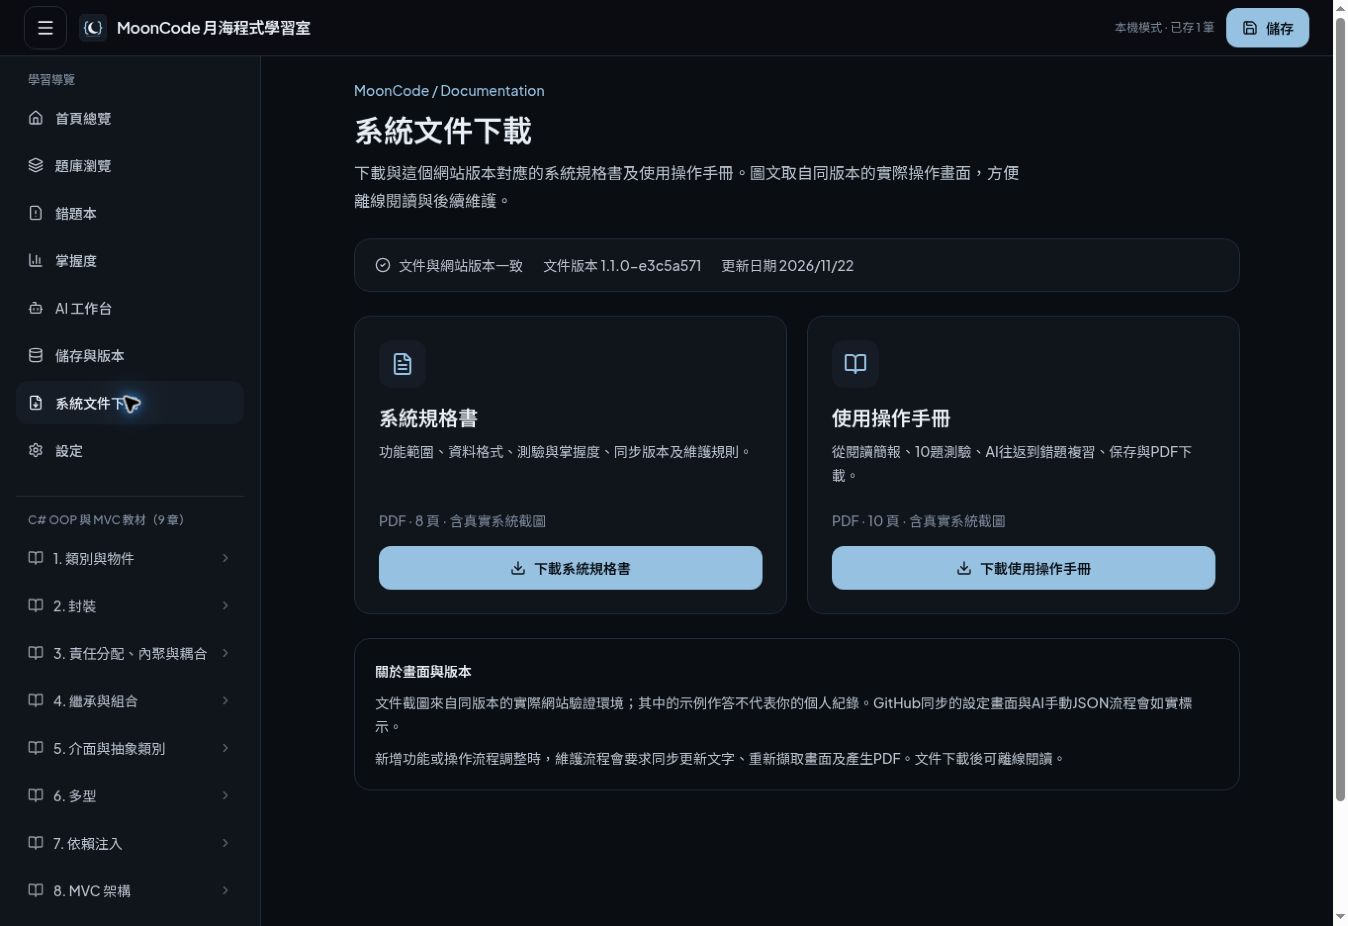 MoonCode 月海程式學習室
本機模式 · 已存 1 筆
儲存
學習導覽
首頁總覽
題庫瀏覽
錯題本
掌握度
AI 工作台
儲存與版本
系統文件下
設定
C# OOP 與 MVC 教材（9 章）
1. 類別與物件
2. 封裝
3. 責任分配、內聚與耦合
4. 繼承與組合
5. 介面與抽象類別
6. 多型
7. 依賴注入
8. MVC 架構
MoonCode / Documentation
系統文件下載
下載與這個網站版本對應的系統規格書及使用操作手冊。圖文取自同版本的實際操作畫面，方便
離線閱讀與後續維護。
文件與網站版本一致 文件版本 1.1.0-e3c5a571 更新日期 2026/11/22
系統規格書
功能範圍、資料格式、測驗與掌握度、同步版本及維護規則。
PDF · 8 頁 · 含真實系統截圖
下載系統規格書
使用操作手冊
從閱讀簡報、10題測驗、AI往返到錯題複習、保存與PDF下
載。
PDF · 10 頁 · 含真實系統截圖
下載使用操作手冊
關於畫面與版本
文件截圖來自同版本的實際網站驗證環境；其中的示例作答不代表你的個人紀錄。GitHub同步的設定畫面與AI手動JSON流程會如實標
示。
新增功能或操作流程調整時，維護流程會要求同步更新文字、重新擷取畫面及產生PDF。文件下載後可離線閱讀。